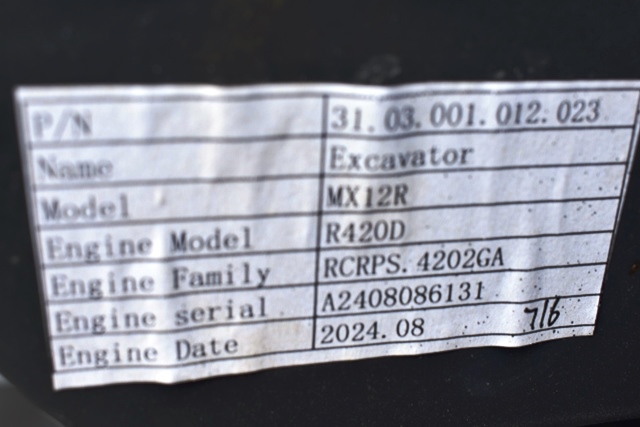 P/N 31.03.001.012.023
Name Excavator
Model MX12R
Engine Model R420D
Engine Family RCRPS.4202GA
Engine serial A2408086131
Engine Date 2024.08 716